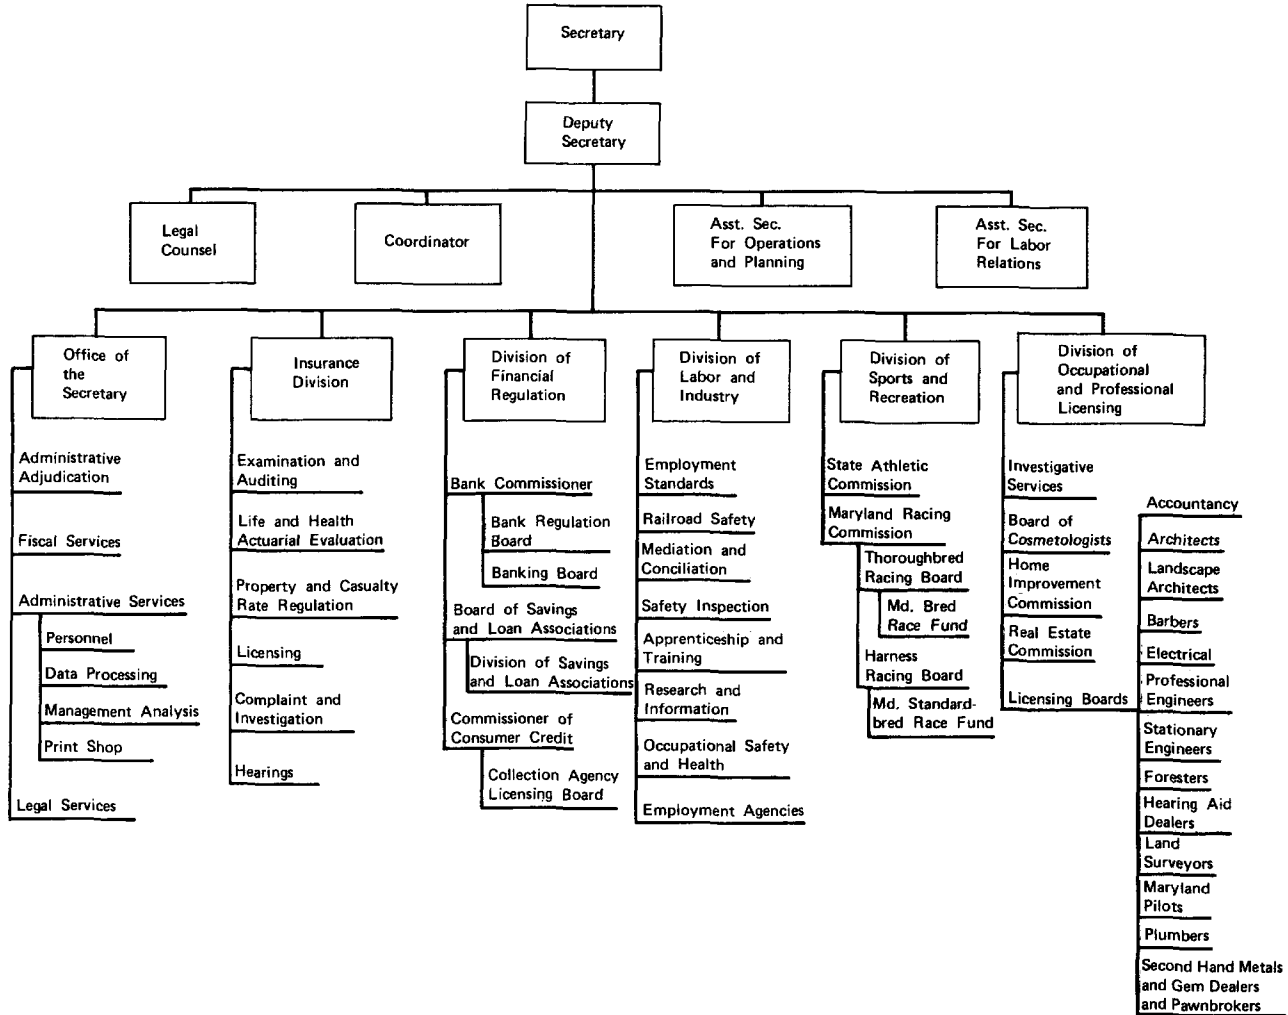 Secretary
Deputy
Secretary
Legal
Counsel
Coordinator
Asst. Sec.
For Operations
and Planning
Asst. Sec.
For Labor
Relations
Office of
the
Secretary
Administrative
Adjudication
Fiscal Services
Administrative Services
Personnel
Data Processing
Management Analysis
Print Shop
Legal Services
Insurance
Division
Examination and
Auditing
Life and Health
Actuarial Evaluation
Property and Casualty
Rate Regulation
Licensing
Complaint and
Investigation
Hearings
Division of
Financial
Regulation
Bank Commissioner
Bank Regulation
Board
Banking Board
Board of Savings
and Loan Associations
Division of Savings
and Loan Associations
Commissioner of
Consumer Credit
Collection Agency
Licensing Board
Division of
Labor and
Industry
Employment
Standards
Railroad Safety
Mediation and
Conciliation
Safety Inspection
Apprenticeship and
Training
Research and
Information
Occupational Safety
and Health
Employment Agencies
Division of
Sports and
Recreation
State Athletic
Commission
Maryland Racing
Commission
Thoroughbred
Racing Board
Md. Bred
Race Fund
Harness
Racing Board
Md. Standard-
bred Race Fund
Division of
Occupational
and Professional
Licensing
Investigative
Services
Board of
Cosmetologists
Home
Improvement
Commission
Real Estate
Commission
Licensing Boards
Accountancy
Architects
Landscape
Architects
Barbers
Electrical
Professional
Engineers
Stationary
Engineers
Foresters
Hearing Aid
Dealers
Land
Surveyors
Maryland
Pilots
Plumbers
Second Hand Metals
and Gem Dealers
and Pawnbrokers